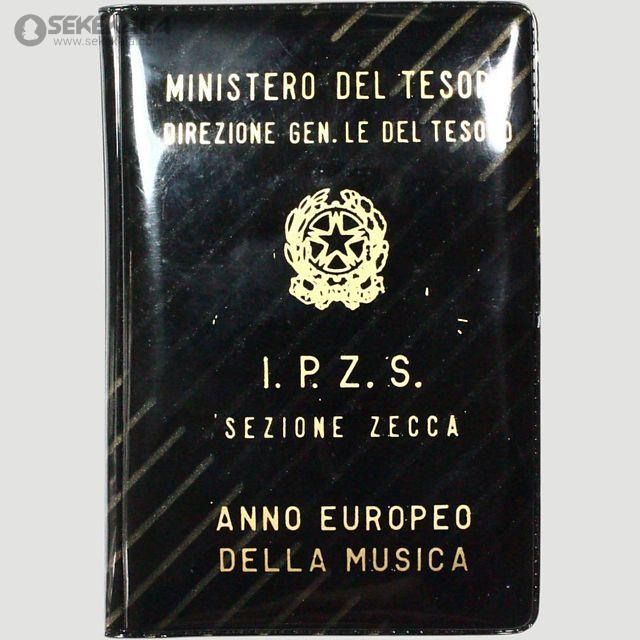 MINISTERO DEL TESORO
DIREZIONE GEN. LE DEL TESORO
I. P. Z. S.
SEZIONE ZECCA
ANNO EUROPEO
DELLA MUSICA